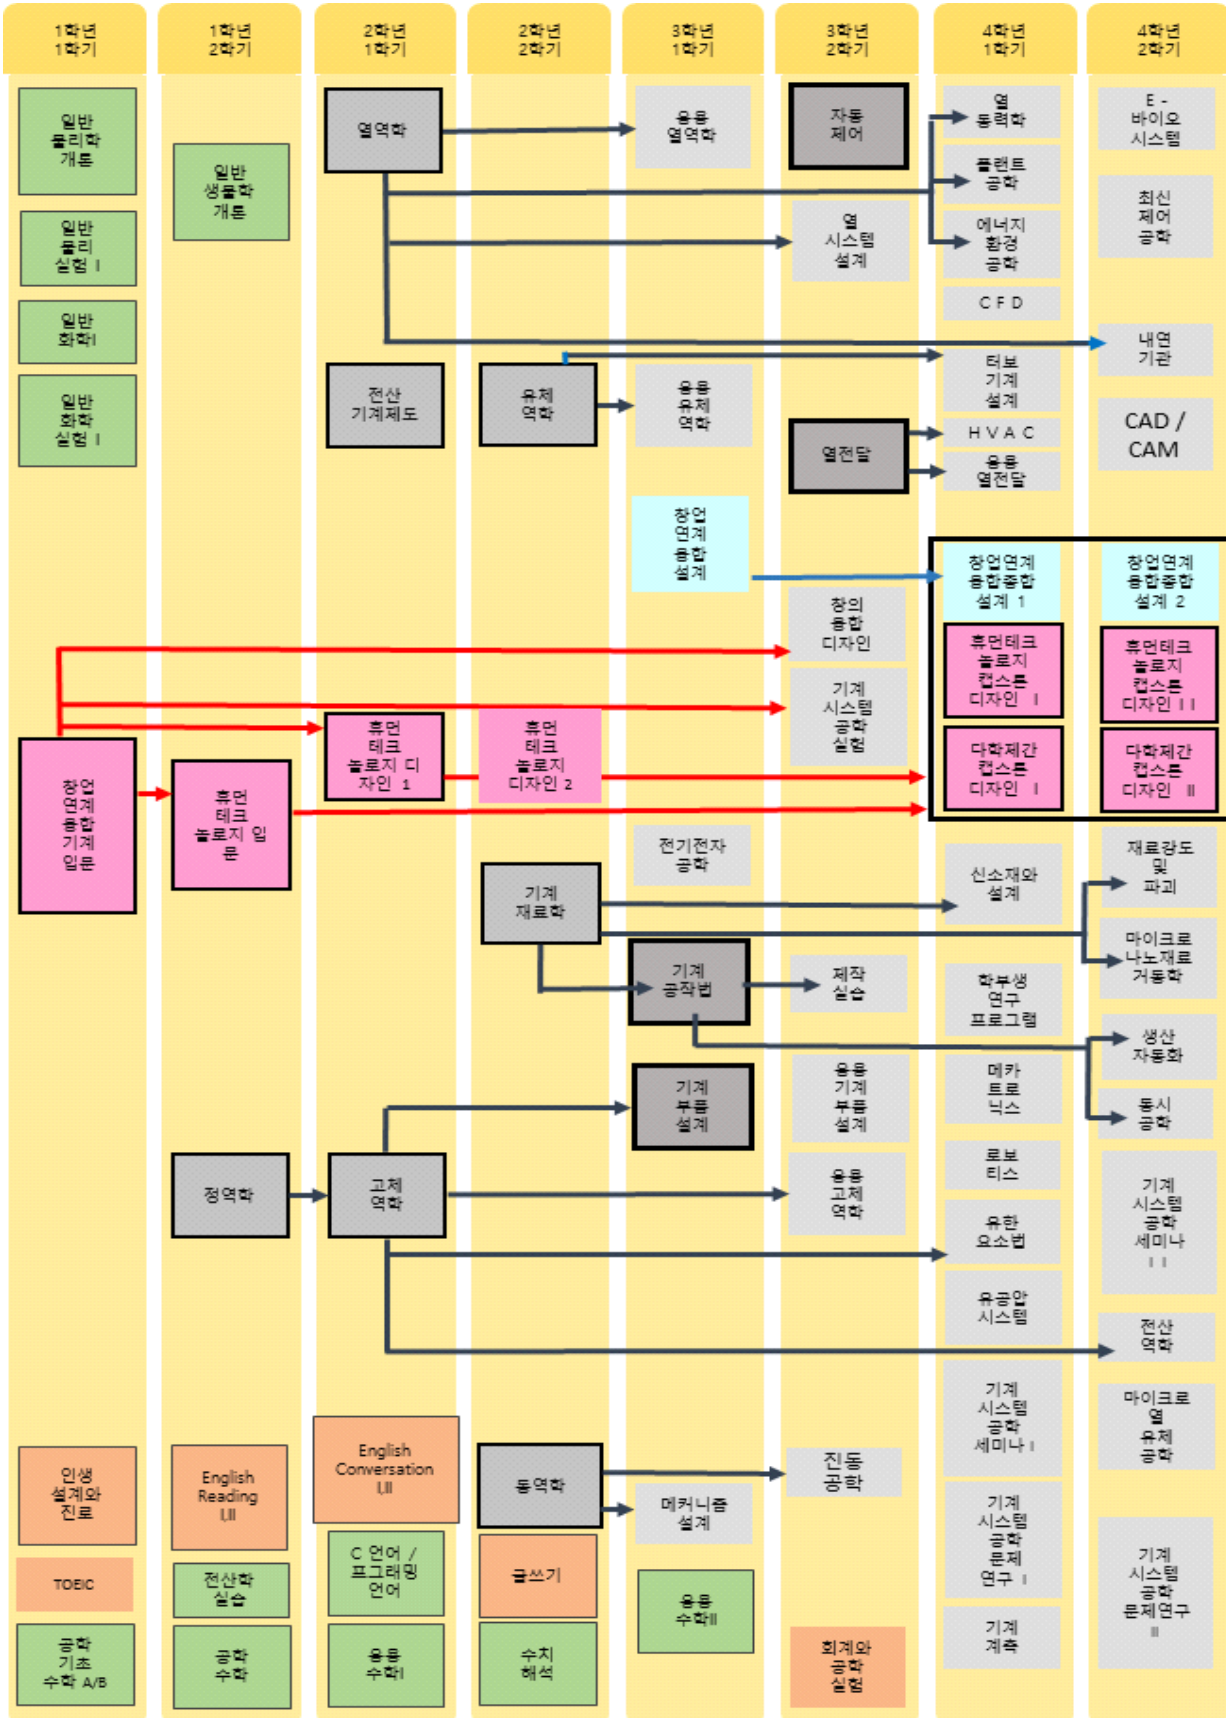 1학년
1학기
1학년
2학기
2학년
1학기
2학년
2학기
3학년
1학기
3학년
2학기
4학년
1학기
4학년
2학기
일반
물리학
개론
일반
물리
실험 I
일반
화학I
일반
화학
실험 I
창업
연계
융합
기계
입문
인생
설계와
진로
TOEIC
공학
기초
수학 A/B
일반
생물학
개론
휴먼
테크
놀로지 입
문
정역학
English
Reading
I,II
전산학
실습
공학
수학
열역학
전산
기계제도
휴먼
테크
놀로지 디
자인 1
고체
역학
English
Conversation
I,II
C 언어 /
프그래밍
언어
응용
수학I
유체
역학
휴먼
테크
놀로지
디자인 2
기계
재료학
동역학
글쓰기
수치
해석
응용
열역학
응용
유체
역학
창업
연계
융합
설계
전기전자
공학
기계
공작법
기계
부품
설계
메커니즘
설계
응용
수학II
자동
제어
열
시스템
설계
열전달
창의
융합
디자인
기계
시스템
공학
실험
제작
실습
응용
기계
부품
설계
응용
고체
역학
진동
공학
회계와
공학
실험
열
동력학
플랜트
공학
에너지
환경
공학
C F D
터보
기계
설계
H V A C
응용
열전달
창업연계
융합종합
설계 1
휴먼테크
놀로지
캡스톤
디자인 I
다학제간
캡스톤
디자인 I
신소재와
설계
학부생
연구
프로그램
메카
트로
닉스
로보
티스
유한
요소법
유공압
시스템
기계
시스템
공학
세미나 I
기계
시스템
공학
문제
연구 I
기계
계측
E -
바이오
시스템
최신
제어
공학
내연
기관
CAD /
CAM
창업연계
융합종합
설계 2
휴먼테크
놀로지
캡스톤
디자인 I I
다학제간
캡스톤
디자인 II
재료강도
및
파괴
마이크로
나노재료
거동학
생산
자동화
동시
공학
기계
시스템
공학
세미나
I I
전산
역학
마이크로
열
유체
공학
기계
시스템
공학
문제연구
II